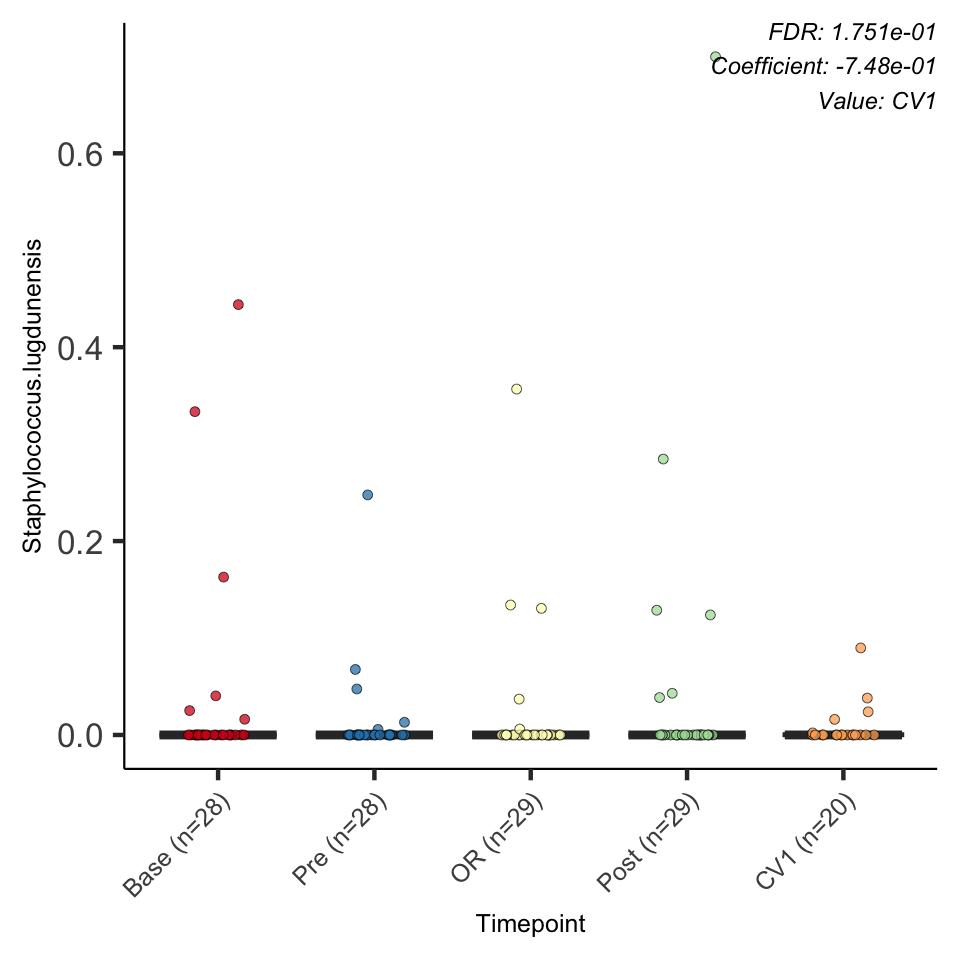 FDR: 1.751e-01
Coefficient: -7.48e-01
Value: CV1
Staphylococcus.lugdunensis
0.6
0.4
0.2
0.0
Base (n=28)
Pre (n=28)
OR (n=29)
Post (n=29)
CV1 (n=20)
Timepoint